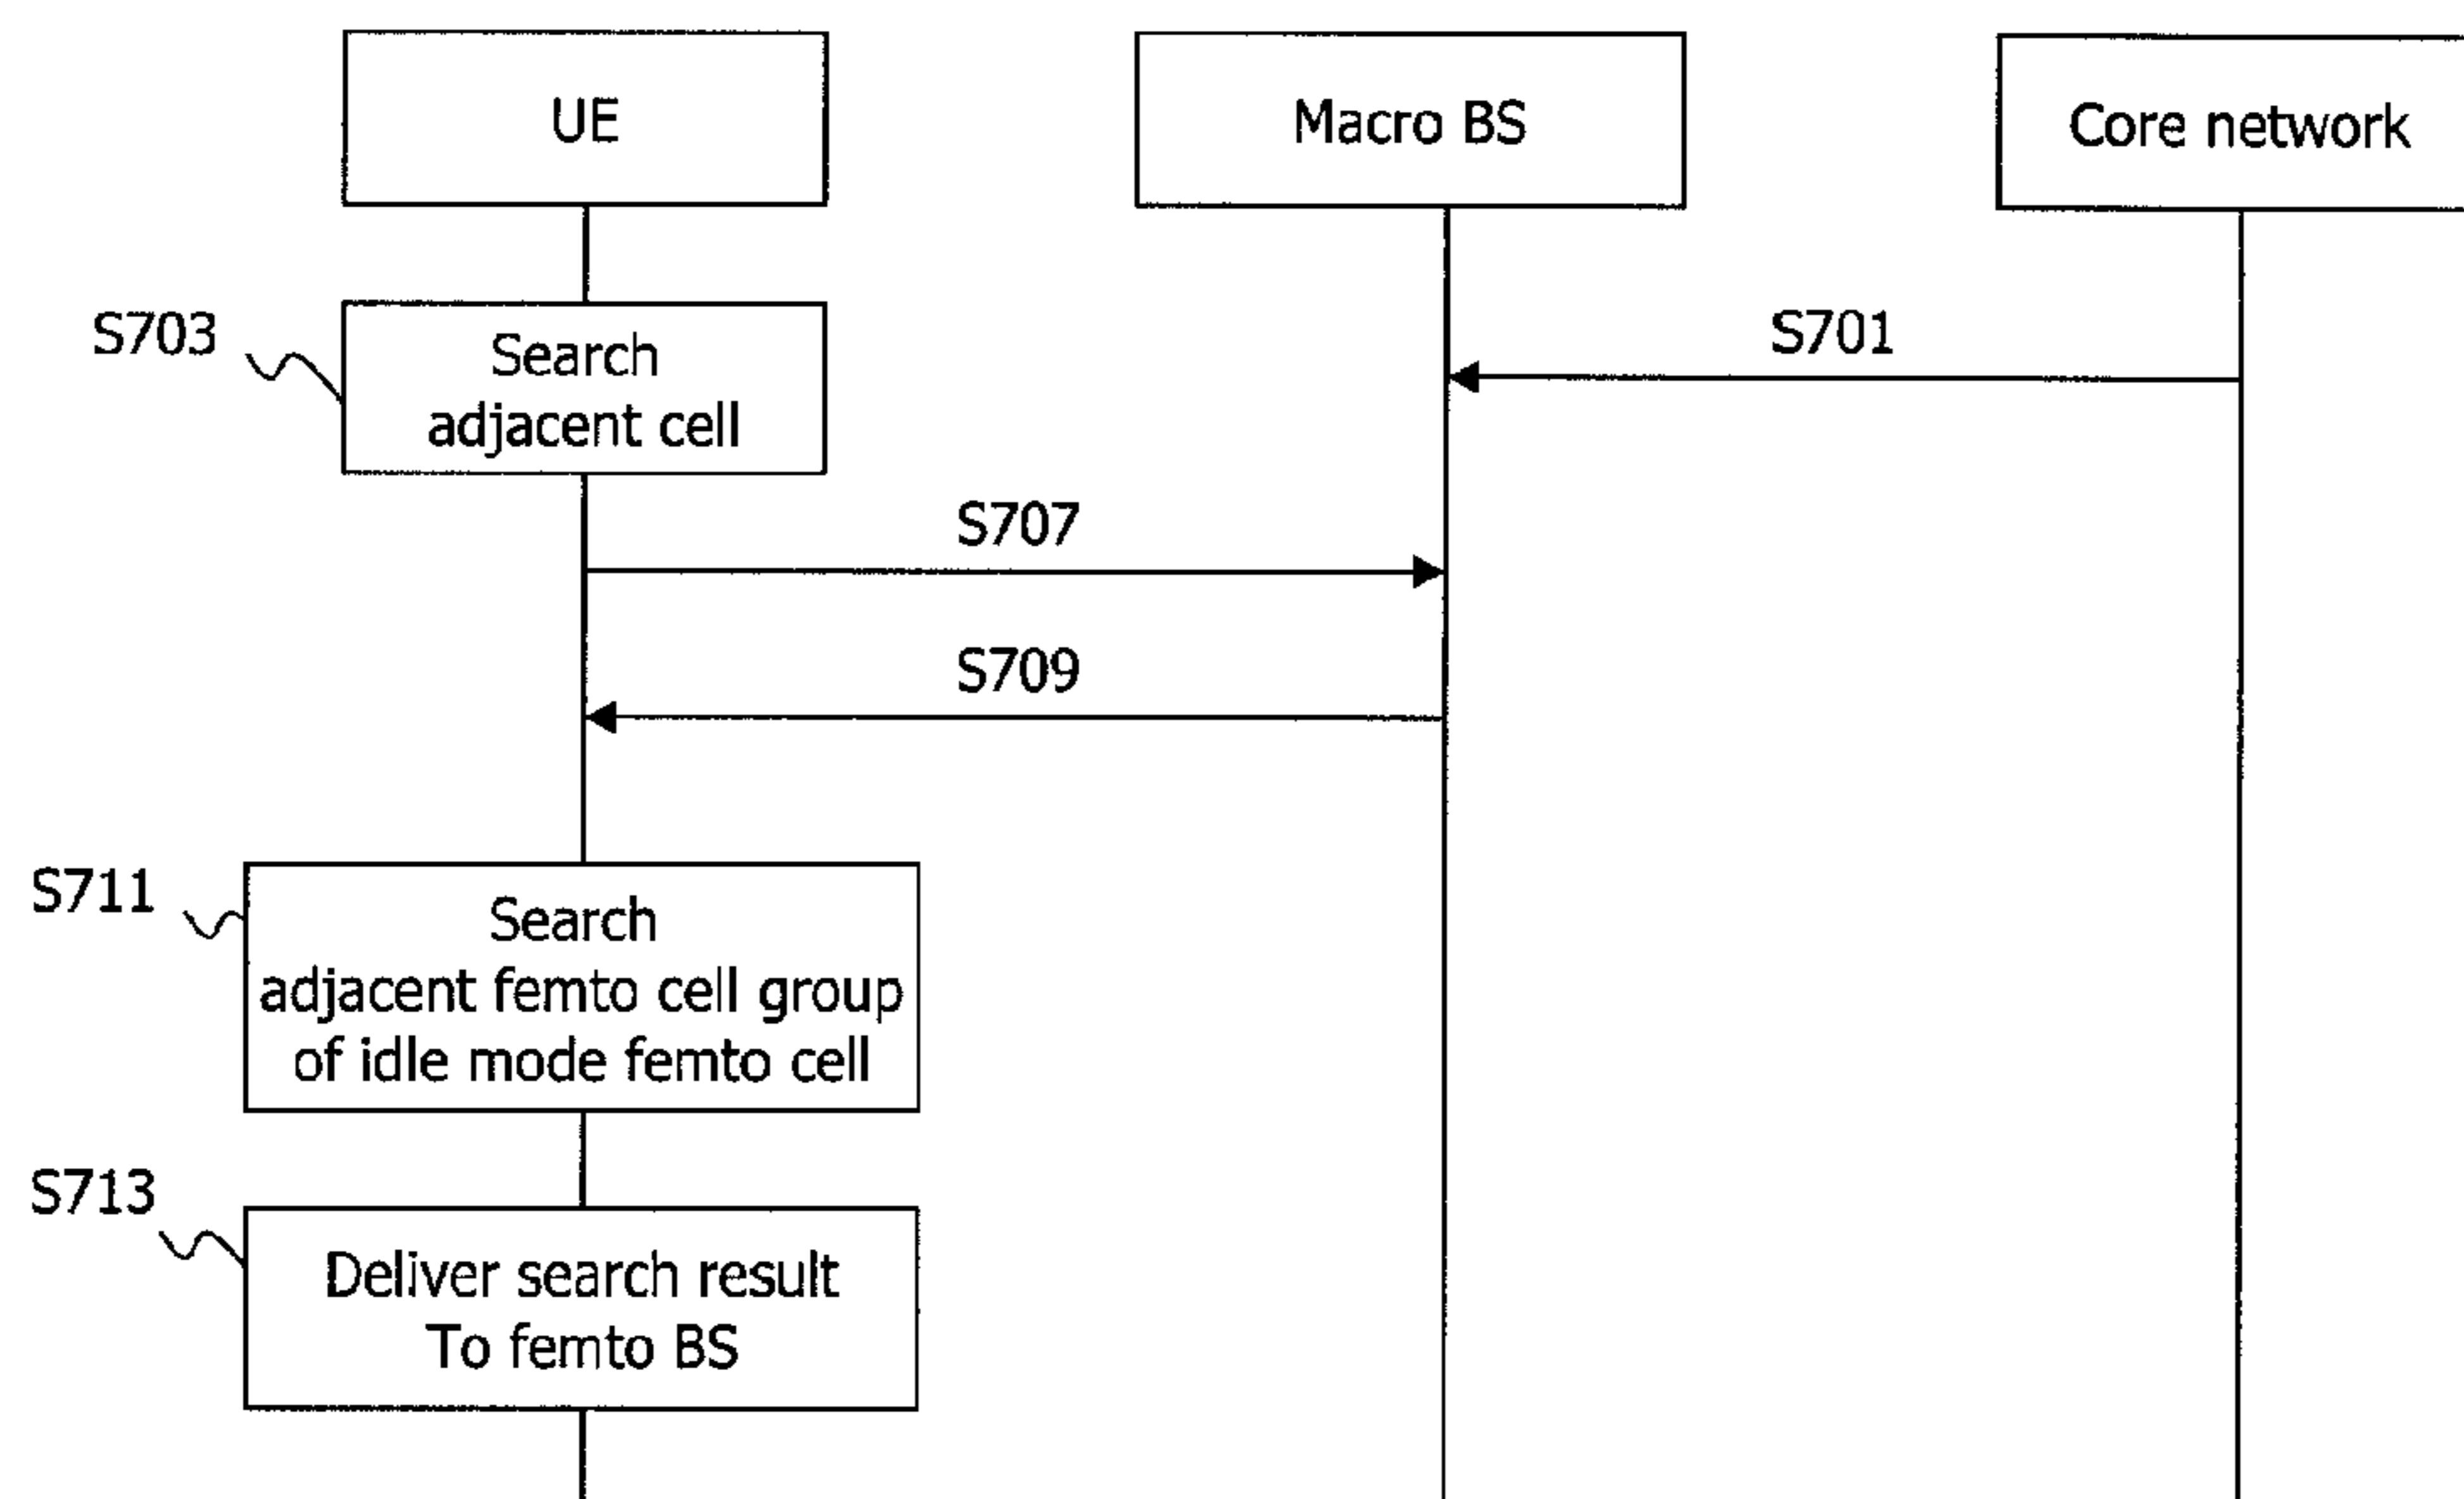 UE
Macro BS
Core network
S703
Search
adjacent cell
S701
S707
S709
S711
Search
adjacent femto cell group
of idle mode femto cell
S713
Deliver search result
To femto BS